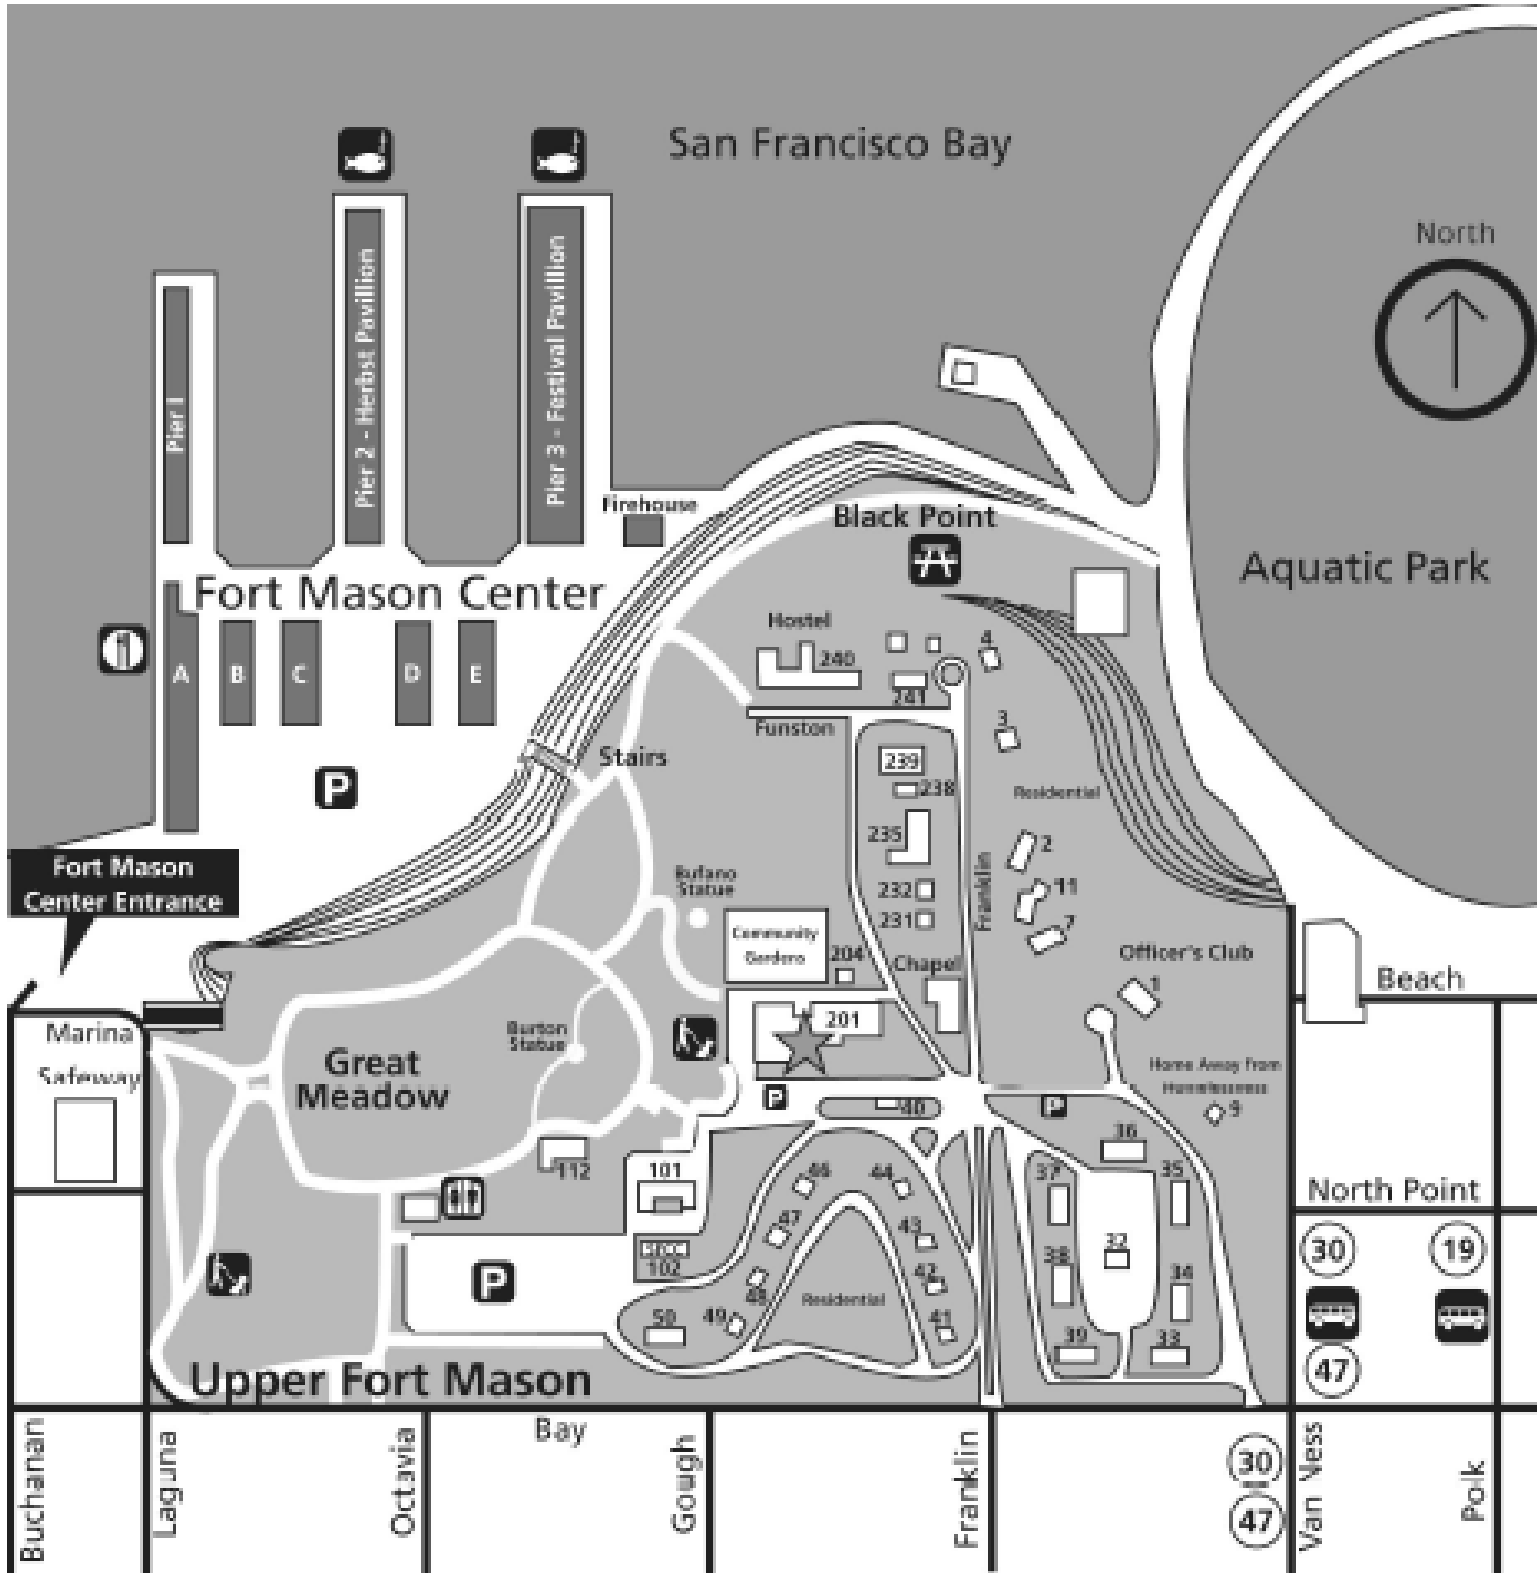 San Francisco Bay
North
Pier 1
Pier 2 - Herbst Pavillion
Pier 3 - Festival Pavillion
Firehouse
Black Point
Aquatic Park
Fort Mason Center
A
B
C
D
E
i
P
Hostel
240
241
4
3
Funston
Stairs
239
238
Residential
235
2
232
11
231
7
Franklin
Fort Mason
Center Entrance
Bufano
Statue
Community
Gardens
204
Chapel
Officer's Club
1
Beach
Marina
Safeway
Burton
Statue
201
Great
Meadow
P
40
P
Home Away from
Homelessness
9
36
112
101
46
44
37
35
North Point
47
43
38
32
30
19
SFCC
102
P
48
42
34
Residential
50
49
41
39
33
47
Upper Fort Mason
Bay
Buchanan
Laguna
Octavia
Gough
Franklin
30
47
Van Ness
Polk